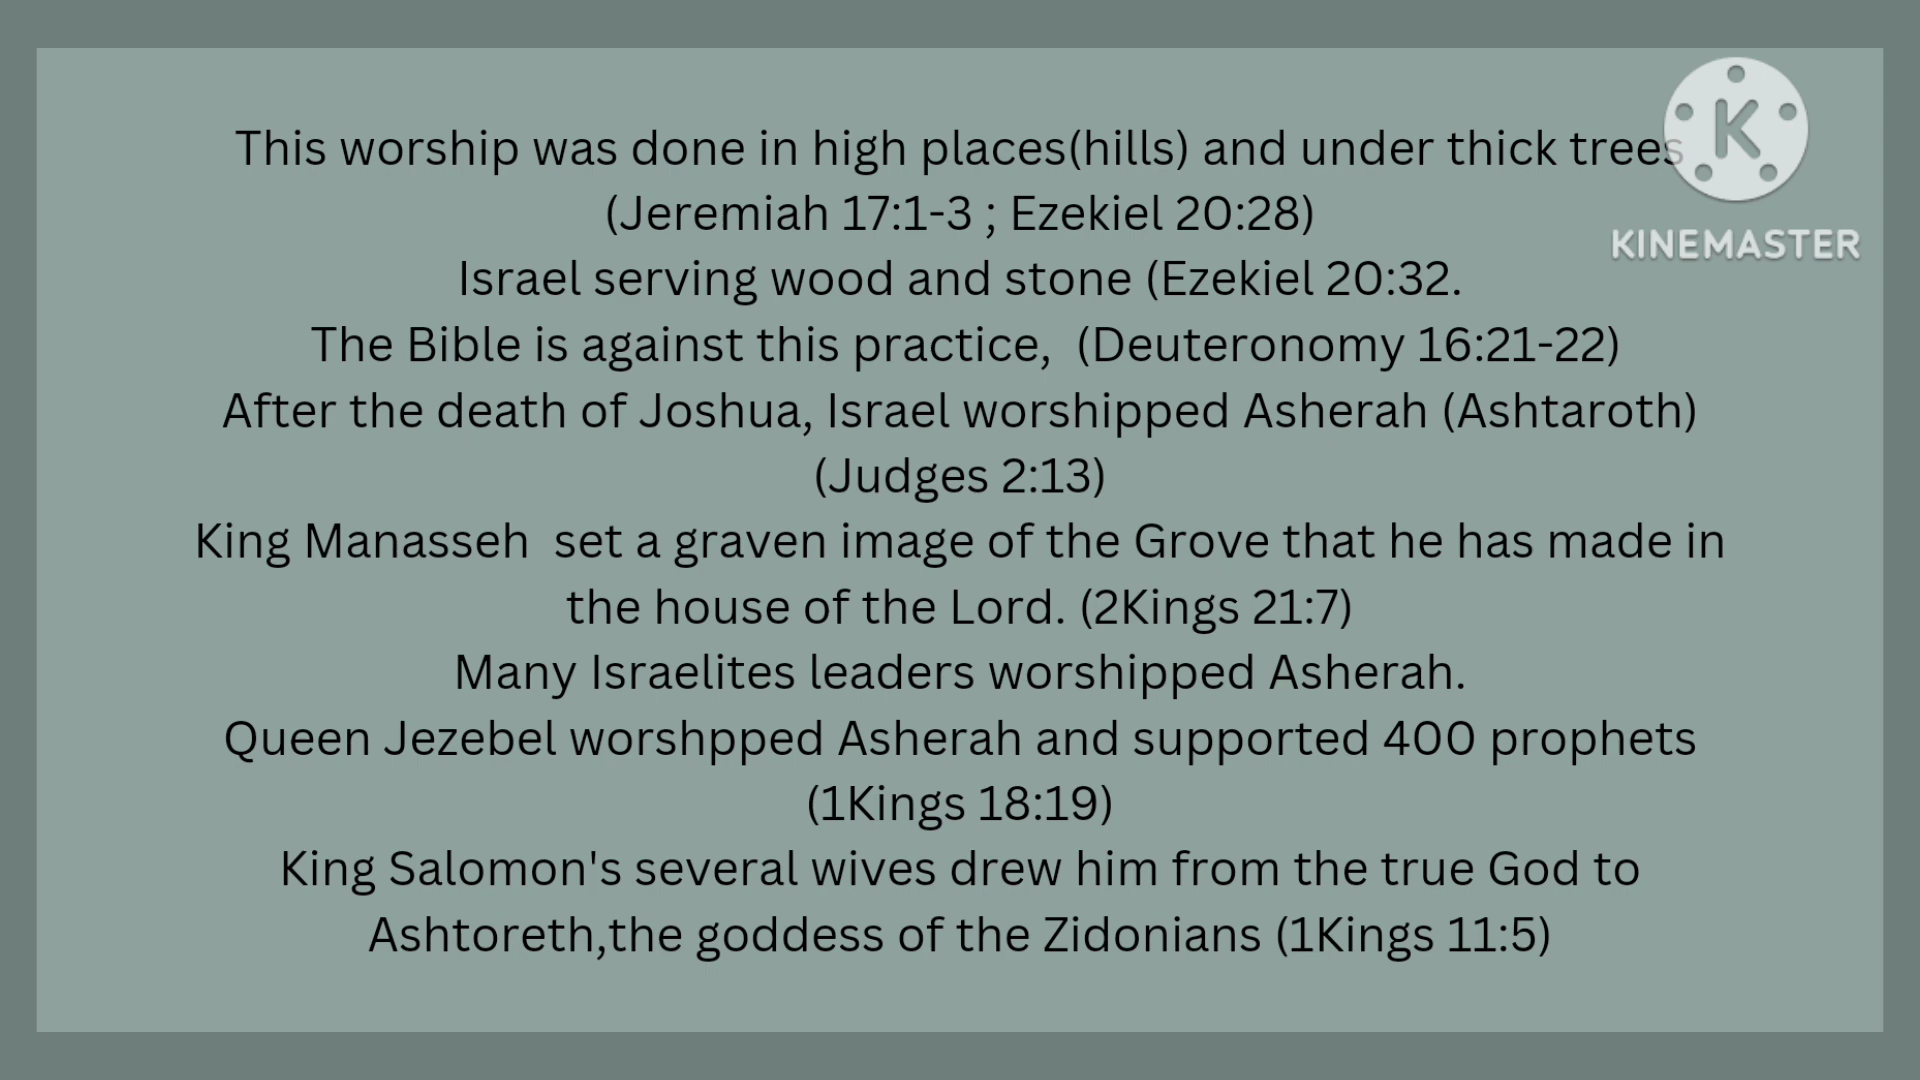 This worship was done in high places(hills) and under thick trees
(Jeremiah 17:1-3 ; Ezekiel 20:28)
Israel serving wood and stone (Ezekiel 20:32.
The Bible is against this practice,  (Deuteronomy 16:21-22)
After the death of Joshua, Israel worshipped Asherah (Ashtaroth)
(Judges 2:13)
King Manasseh  set a graven image of the Grove that he has made in
the house of the Lord. (2Kings 21:7)
Many Israelites leaders worshipped Asherah.
Queen Jezebel worshpped Asherah and supported 400 prophets
(1Kings 18:19)
King Salomon's several wives drew him from the true God to
Ashtoreth,the goddess of the Zidonians (1Kings 11:5)
K
KINEMASTER